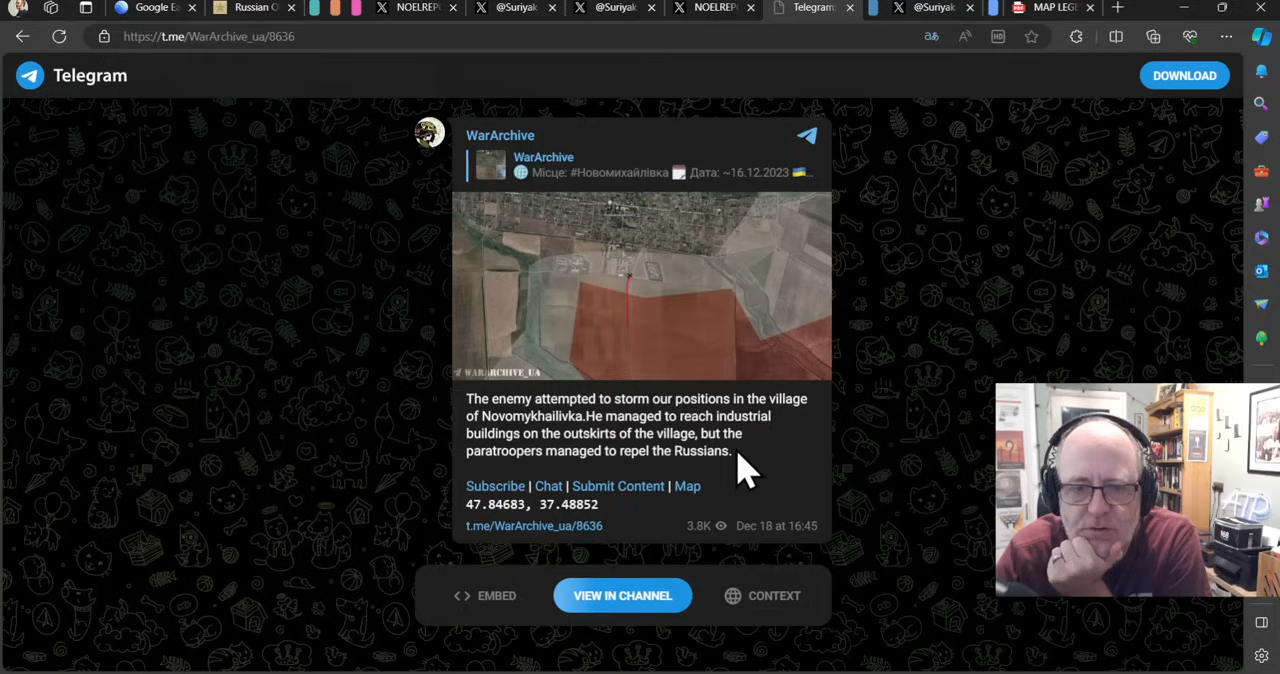 Google Ea
Russian O
NOELREPO
@Suriyak
@Suriyak
NOELREPO
Telegram:
@Suriyak
MAP LEGE
https://t.me/WarArchive_ua/8636
Telegram
DOWNLOAD
WarArchive
WarArchive
Місце: #Новомихайлівка Дата: ~16.12.2023
WARARCHIVE_UA
The enemy attempted to storm our positions in the village
of Novomykhailivka.He managed to reach industrial
buildings on the outskirts of the village, but the
paratroopers managed to repel the Russians.
Subscribe | Chat | Submit Content | Map
47.84683, 37.48852
t.me/WarArchive_ua/8636 3.8K Dec 18 at 16:45
EMBED
VIEW IN CHANNEL
CONTEXT
ATP